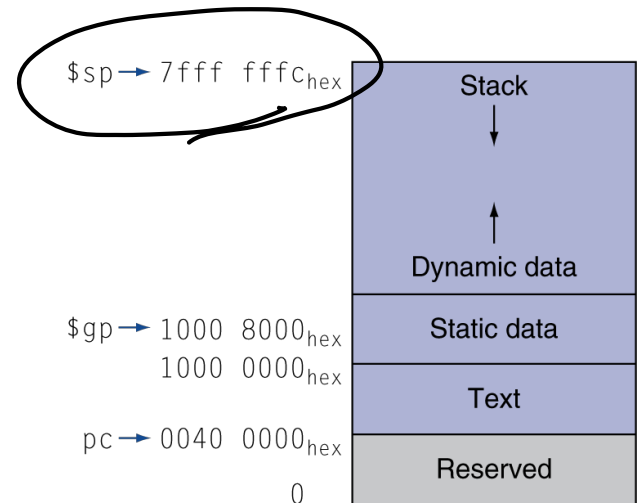 $sp → 7fff fffc hex
Stack
Dynamic data
$gp → 1000 8000 hex
Static data
1000 0000 hex
Text
pc → 0040 0000 hex
Reserved
0